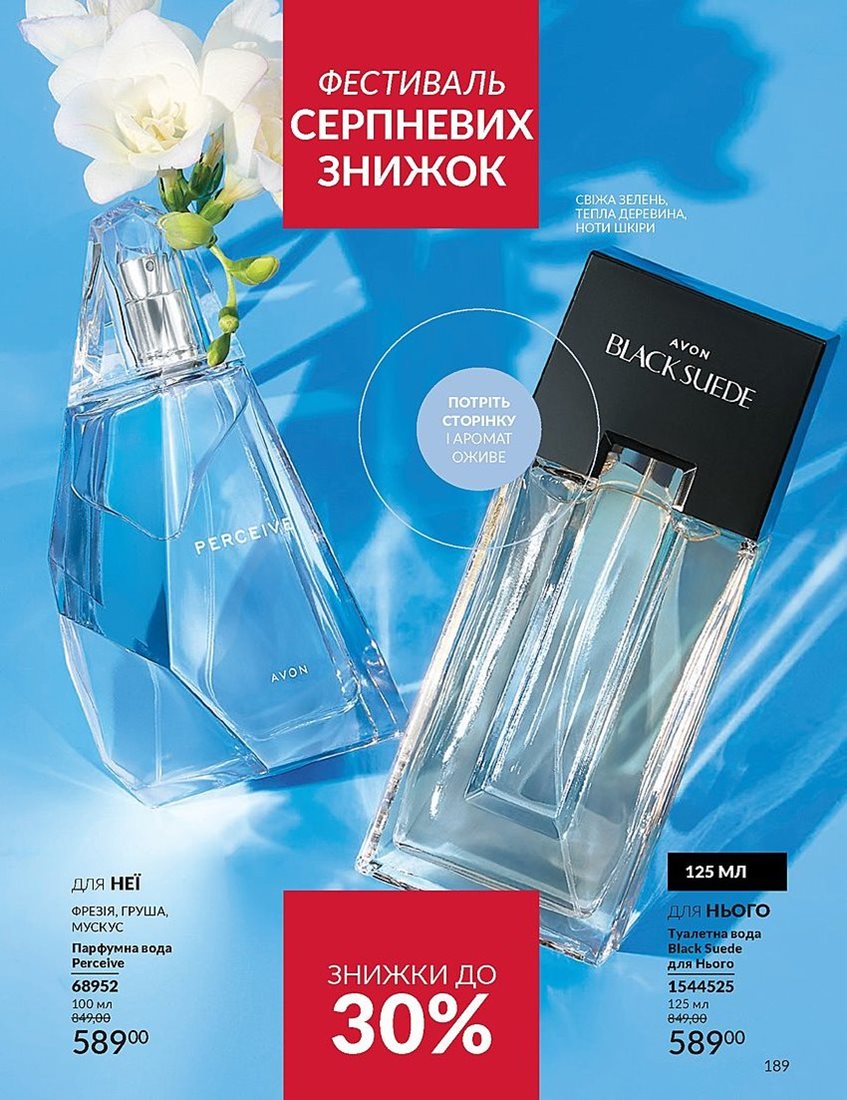 ФЕСТИВАЛЬ
СЕРПНЕВИХ
ЗНИЖОК
СВІЖА ЗЕЛЕНЬ,
ТЕПЛА ДЕРЕВИНА,
НОТИ ШКІРИ
AVON
BLACK SUEDE
ПОТРІТЬ
СТОРІНКУ
І АРОМАТ
ОЖИВЕ
PERCEIVE
AVON
ДЛЯ НЕЇ
ФРЕЗІЯ, ГРУША,
МУСКУС
Парфумна вода
Perceive
68952
100 мл
849,00
58900
ЗНИЖКИ ДО
30%
125 МЛ
ДЛЯ НЬОГО
Туалетна вода
Black Suede
для Нього
1544525
125 мл
849,00
58900
189